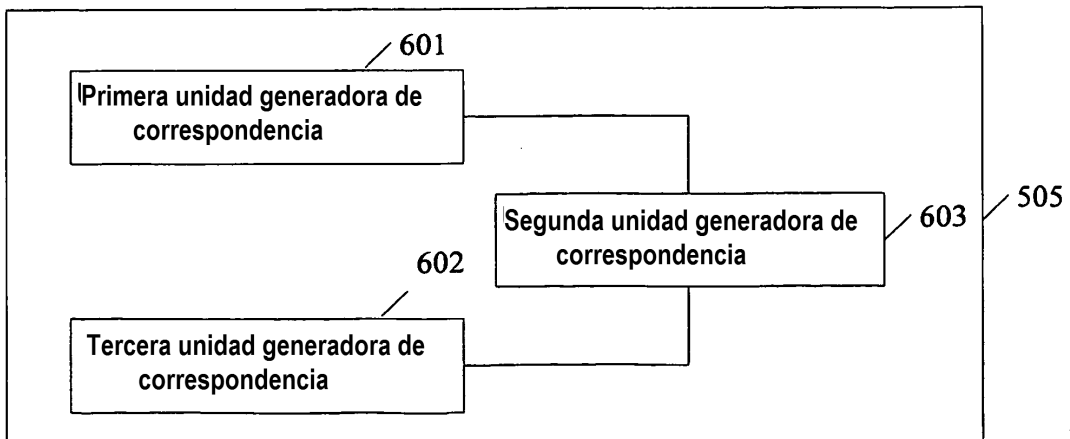 601
Primera unidad generadora de
correspondencia
505
Segunda unidad generadora de
correspondencia
603
602
Tercera unidad generadora de
correspondencia